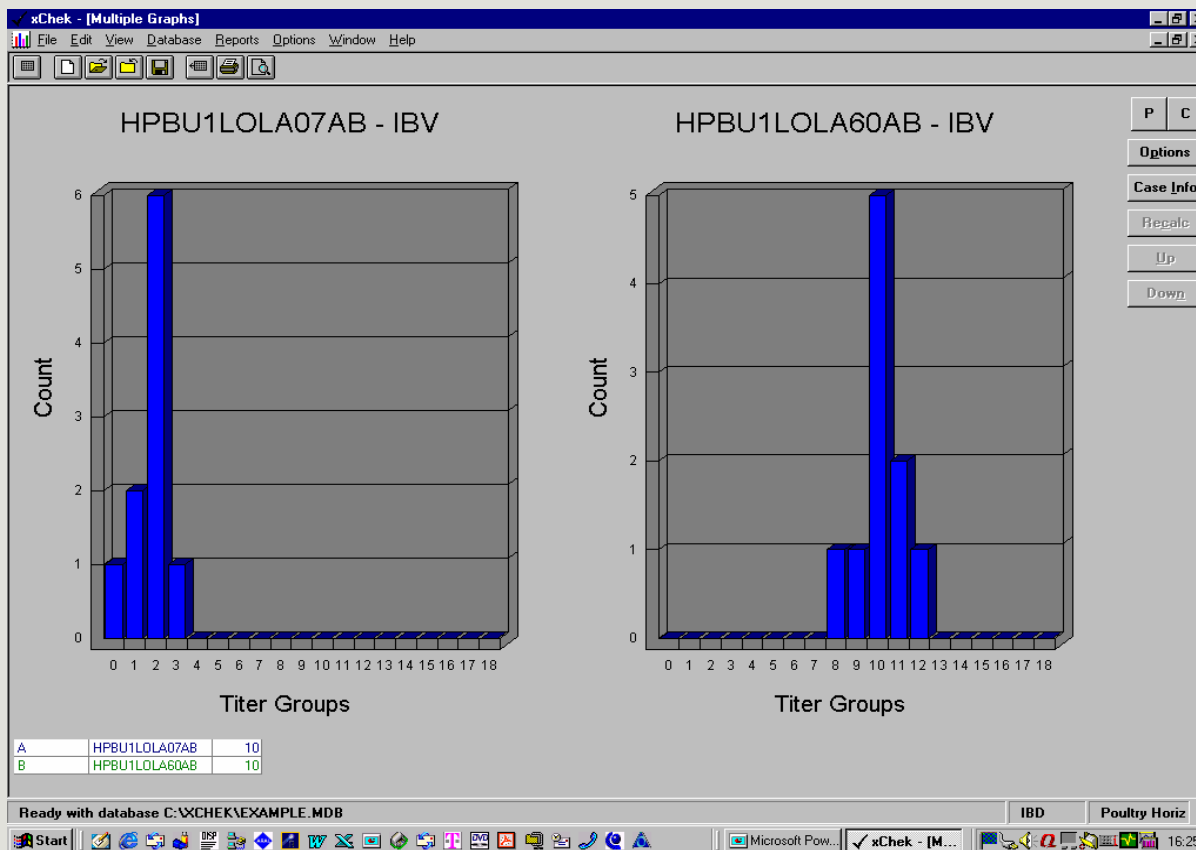 xChek - [Multiple Graphs]
File Edit View Database Reports Options Window Help
HPBU1LOLA07AB - IBV
HPBU1LOLA60AB - IBV
P C
Options
Case Info
Recalc
Up
Down
6
5
4
3
2
1
0
Count
0 1 2 3 4 5 6 7 8 9 10 11 12 13 14 15 16 17 18
Titer Groups
5
4
3
2
1
0
Count
0 1 2 3 4 5 6 7 8 9 10 11 12 13 14 15 16 17 18
Titer Groups
A HPBU1LOLA07AB 10
B HPBU1LOLA60AB 10
Ready with database C:\XCHEK\EXAMPLE.MDB IBD Poultry Horiz
Start Microsoft Pow... xChek - [M... 16:25